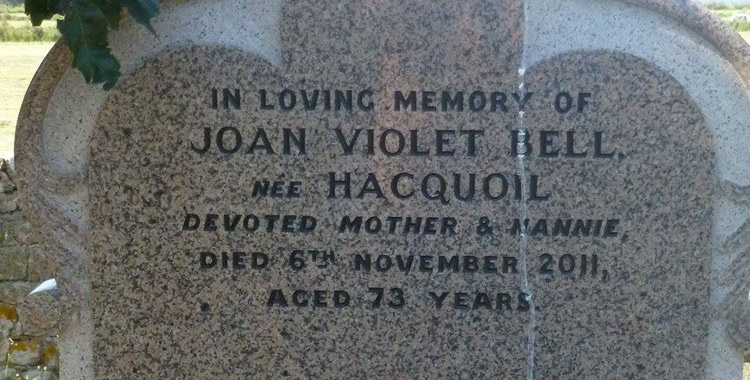 IN LOVING MEMORY OF
JOAN VIOLET BELL.
NÉE HACQUOIL
DEVOTED MOTHER & NANNIE,
DIED 6TH NOVEMBER 2011,
AGED 73 YEARS